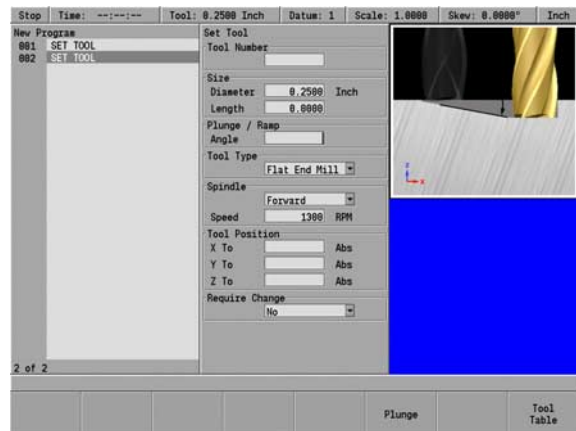 Stop Time: --:--:-- Tool: 0.2500 Inch Datum: 1 Scale: 1.0000 Skew: 0.0000° Inch
New Program
001 SET TOOL
002 SET TOOL
2 of 2
Set Tool
Tool Number
Size
Diameter 0.2500 Inch
Length 0.0000
Plunge / Ramp
Angle
Tool Type
Flat End Mill
Spindle
Forward
Speed 1300 RPM
Tool Position
X To Abs
Y To Abs
Z To Abs
Require Change
No
Z
X
Plunge
Tool
Table